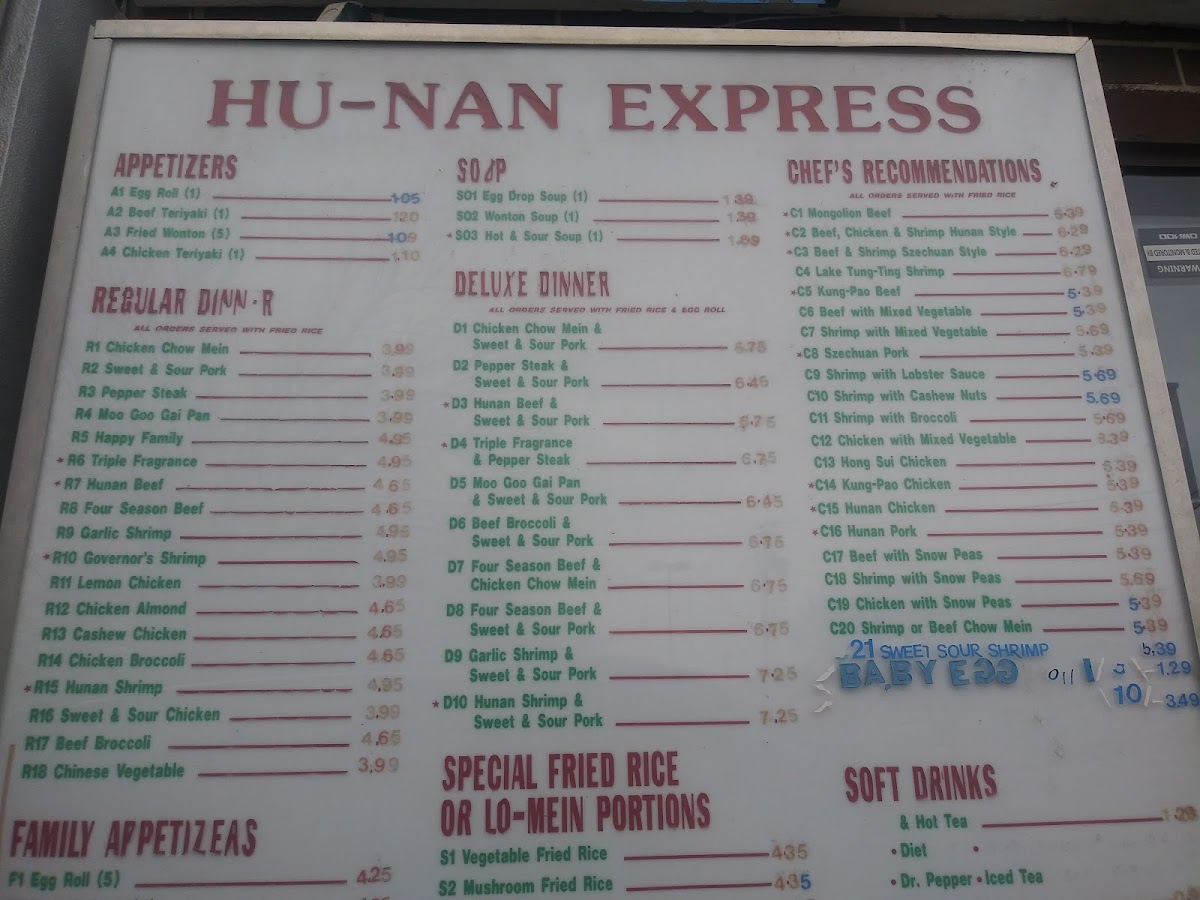 HU-NAN EXPRESS
APPETIZERS
A1 Egg Roll (1) 1.05
A2 Beef Teriyaki (1) 1.20
A3 Fried Wonton (5) 1.09
A4 Chicken Teriyaki (1) 1.10
REGULAR DINN R
ALL ORDERS SERVED WITH FRIED RICE
R1 Chicken Chow Mein 3.99
R2 Sweet & Sour Pork 3.99
R3 Pepper Steak 3.99
R4 Moo Goo Gai Pan 3.99
R5 Happy Family 4.95
* R6 Triple Fragrance 4.95
* R7 Hunan Beef 4.65
R8 Four Season Beef 4.65
R9 Garlic Shrimp 4.95
* R10 Governor's Shrimp 4.95
R11 Lemon Chicken 3.99
R12 Chicken Almond 4.65
R13 Cashew Chicken 4.65
R14 Chicken Broccoli 4.65
* R15 Hunan Shrimp 4.95
R16 Sweet & Sour Chicken 3.99
R17 Beef Broccoli 4.65
R18 Chinese Vegetable 3.99
FAMILY APPETIZEAS
F1 Egg Roll (5) 4.25
SOUP
SO1 Egg Drop Soup (1) 1.39
SO2 Wonton Soup (1) 1.39
* SO3 Hot & Sour Soup (1) 1.69
DELUXE DINNER
ALL ORDERS SERVED WITH FRIED RICE & EGG ROLL
D1 Chicken Chow Mein &
Sweet & Sour Pork 6.75
D2 Pepper Steak &
Sweet & Sour Pork 6.45
* D3 Hunan Beef &
Sweet & Sour Pork 6.75
* D4 Triple Fragrance
& Pepper Steak 6.75
D5 Moo Goo Gai Pan
& Sweet & Sour Pork 6.45
D6 Beef Broccoli &
Sweet & Sour Pork 6.75
D7 Four Season Beef &
Chicken Chow Mein 6.75
D8 Four Season Beef &
Sweet & Sour Pork 6.75
D9 Garlic Shrimp &
Sweet & Sour Pork 7.25
* D10 Hunan Shrimp &
Sweet & Sour Pork 7.25
SPECIAL FRIED RICE
OR LO-MEIN PORTIONS
S1 Vegetable Fried Rice 4.35
S2 Mushroom Fried Rice 4.35
CHEF'S RECOMMENDATIONS
ALL ORDERS SERVED WITH FRIED RICE
* C1 Mongolion Beef 5.39
* C2 Beef, Chicken & Shrimp Hunan Style 6.29
* C3 Beef & Shrimp Szechuan Style 6.29
C4 Lake Tung-Ting Shrimp 6.79
* C5 Kung-Pao Beef 5.39
C6 Beef with Mixed Vegetable 5.39
C7 Shrimp with Mixed Vegetable 5.69
* C8 Szechuan Pork 5.39
C9 Shrimp with Lobster Sauce 5.69
C10 Shrimp with Cashew Nuts 5.69
C11 Shrimp with Broccoli 5.69
C12 Chicken with Mixed Vegetable 5.39
C13 Hong Sui Chicken 5.39
* C14 Kung-Pao Chicken 5.39
* C15 Hunan Chicken 5.39
* C16 Hunan Pork 5.39
C17 Beef with Snow Peas 5.39
C18 Shrimp with Snow Peas 5.69
C19 Chicken with Snow Peas 5.39
C20 Shrimp or Beef Chow Mein 5.39
21 SWEET SOUR SHRIMP 5.39
BABY EGG 1.29
10 3.49
SOFT DRINKS
& Hot Tea 1.29
• Diet •
• Dr. Pepper • Iced Tea
WARNING